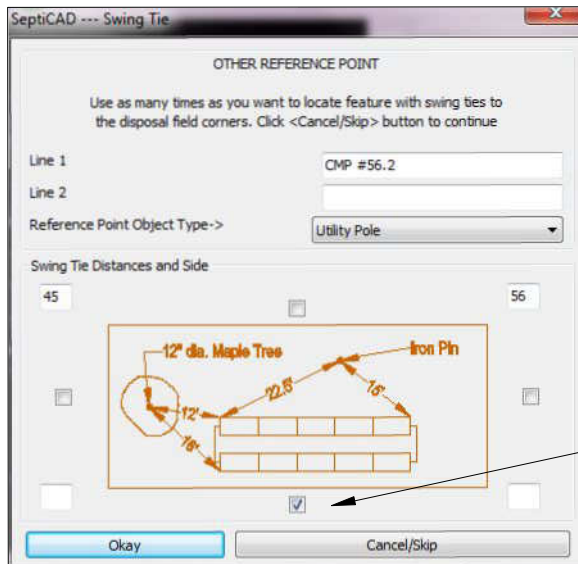 SeptiCAD --- Swing Tie
OTHER REFERENCE POINT
Use as many times as you want to locate feature with swing ties to
the disposal field corners. Click <Cancel/Skip> button to continue
Line 1
CMP #56.2
Line 2
Reference Point Object Type->
Utility Pole
Swing Tie Distances and Side
45
56
12" dia. Maple Tree
Iron Pin
22.5'
15'
12'
16'
Okay
Cancel/Skip